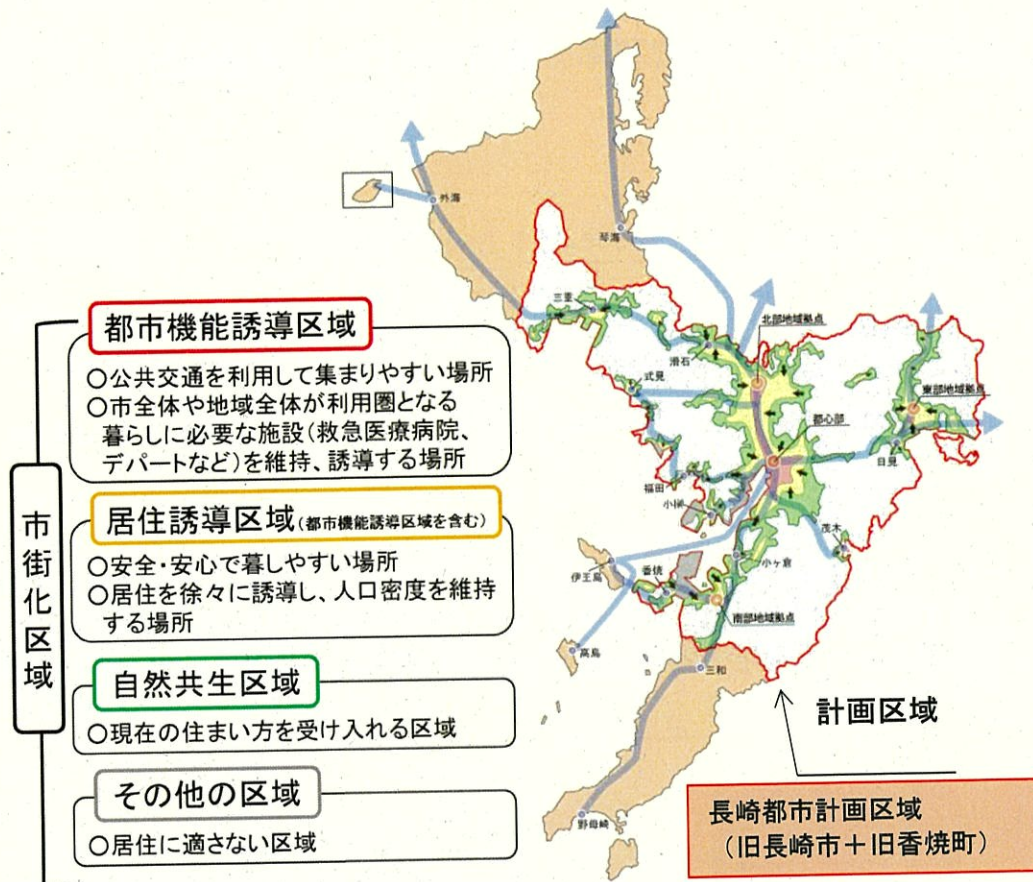 都市機能誘導区域
○公共交通を利用して集まりやすい場所
○市全体や地域全体が利用圏となる
暮らしに必要な施設(救急医療病院、
デパートなど)を維持、誘導する場所
市街化区域
居住誘導区域(都市機能誘導区域を含む)
○安全・安心で暮しやすい場所
○居住を徐々に誘導し、人口密度を維持
する場所
自然共生区域
○現在の住まい方を受け入れる区域
その他の区域
○居住に適さない区域
外海
琴海
三重
北部地域拠点
滑石
式見
東部地域拠点
都心部
日見
福田
小榊
茂木
小ヶ倉
伊王島
香焼
南部地域拠点
高島
三和
野母崎
計画区域
長崎都市計画区域
(旧長崎市+旧香焼町)